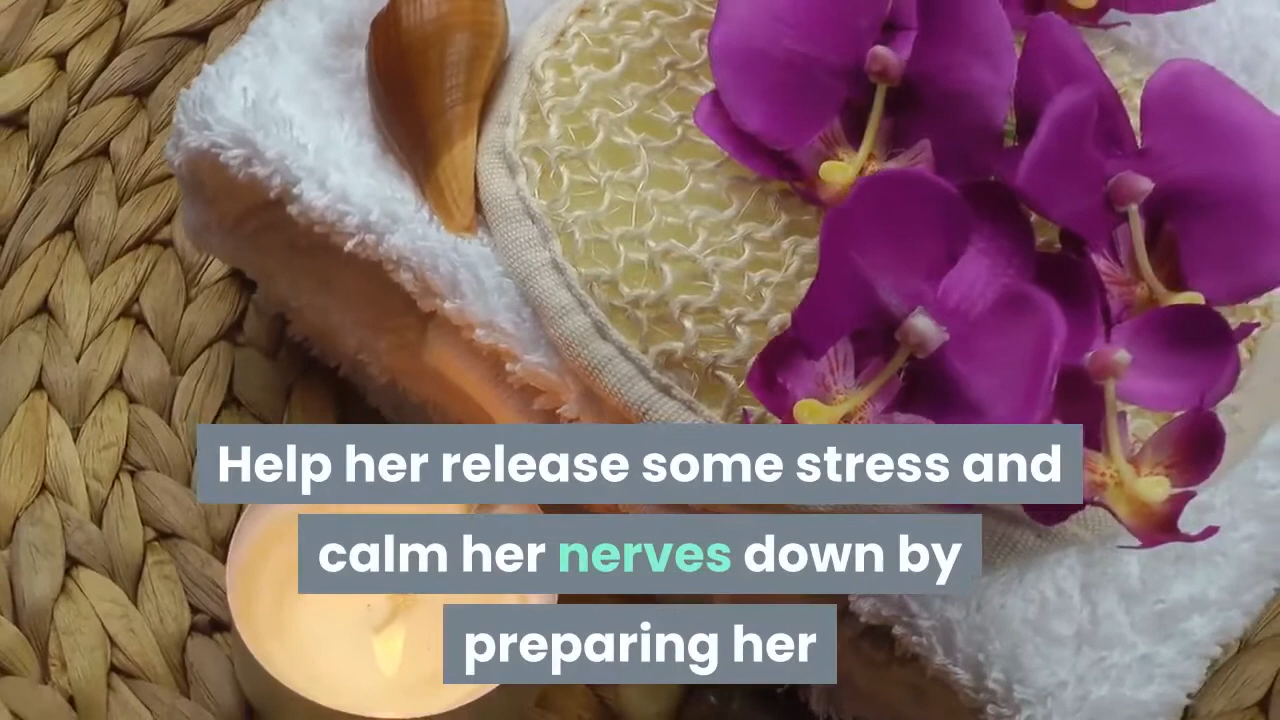 Help her release some stress and
calm her nerves down by
preparing her